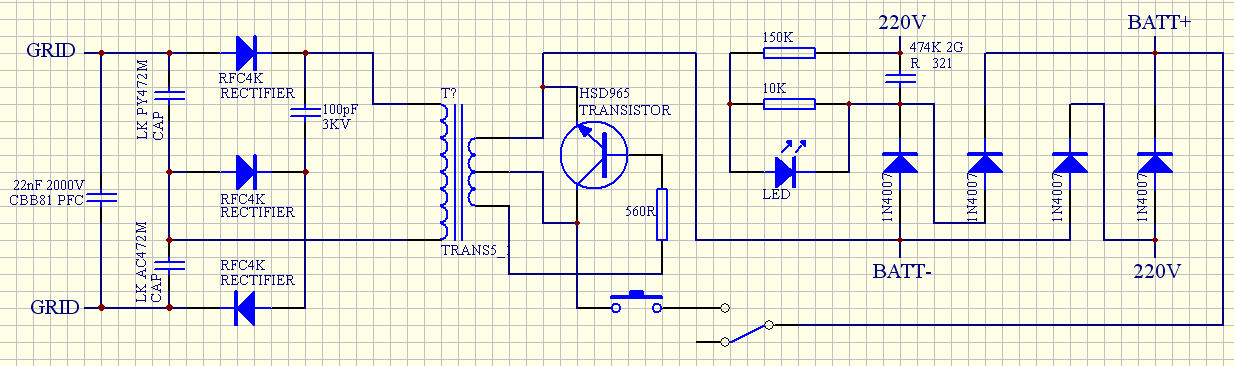 GRID
LK PY472M
CAP
22nF 2000V
CBB81 PFC
LK AC472M
CAP
GRID
RFC4K
RECTIFIER
100pF
3KV
RFC4K
RECTIFIER
RFC4K
RECTIFIER
T?
TRANS5_
HSD965
TRANSISTOR
560R
150K
10K
LED
220V
474K 2G
R 321
BATT+
1N4007
1N4007
1N4007
1N4007
BATT-
220V